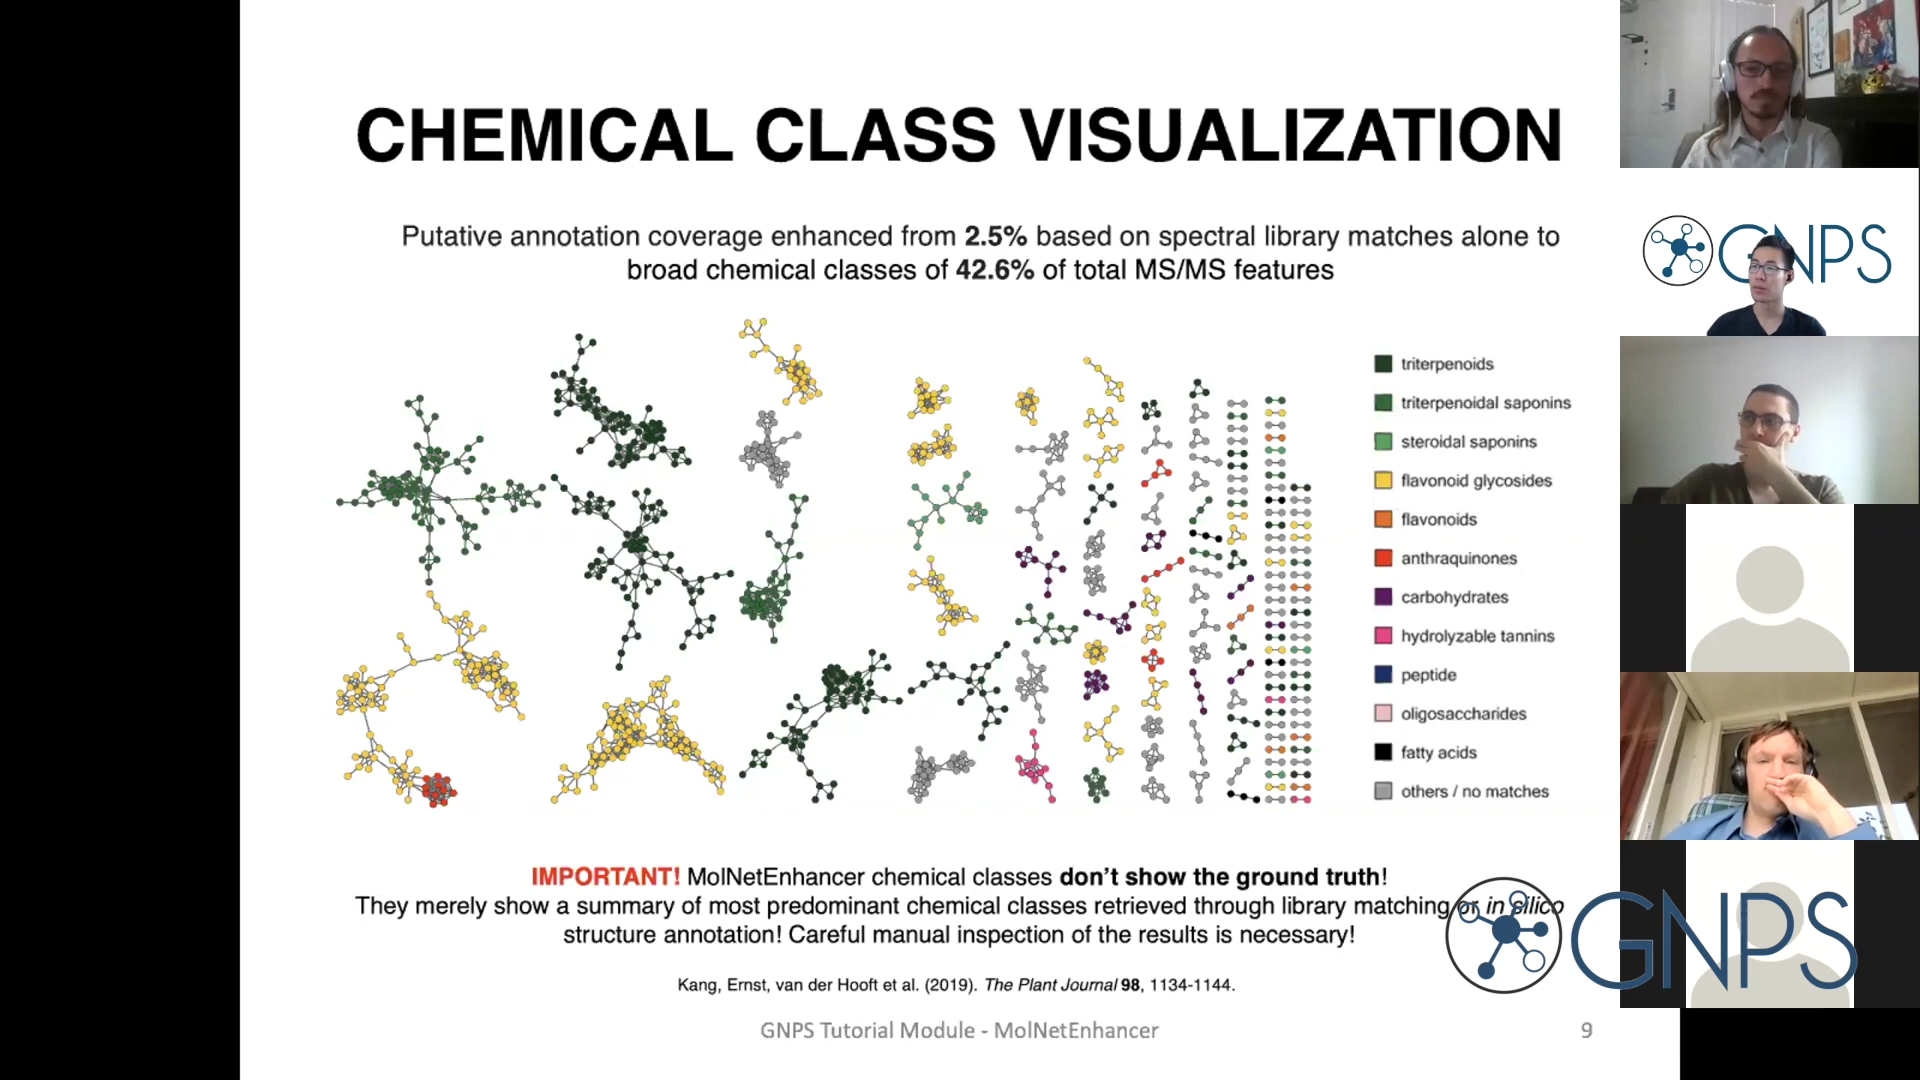 CHEMICAL CLASS VISUALIZATION
Putative annotation coverage enhanced from 2.5% based on spectral library matches alone to
broad chemical classes of 42.6% of total MS/MS features
triterpenoids
triterpenoidal saponins
steroidal saponins
flavonoid glycosides
flavonoids
anthraquinones
carbohydrates
hydrolyzable tannins
peptide
oligosaccharides
fatty acids
others / no matches
IMPORTANT! MolNetEnhancer chemical classes don't show the ground truth!
They merely show a summary of most predominant chemical classes retrieved through library matching or in silico
structure annotation! Careful manual inspection of the results is necessary!
Kang, Ernst, van der Hooft et al. (2019). The Plant Journal 98, 1134-1144.
GNPS Tutorial Module - MolNetEnhancer
9
GNPS
GNPS